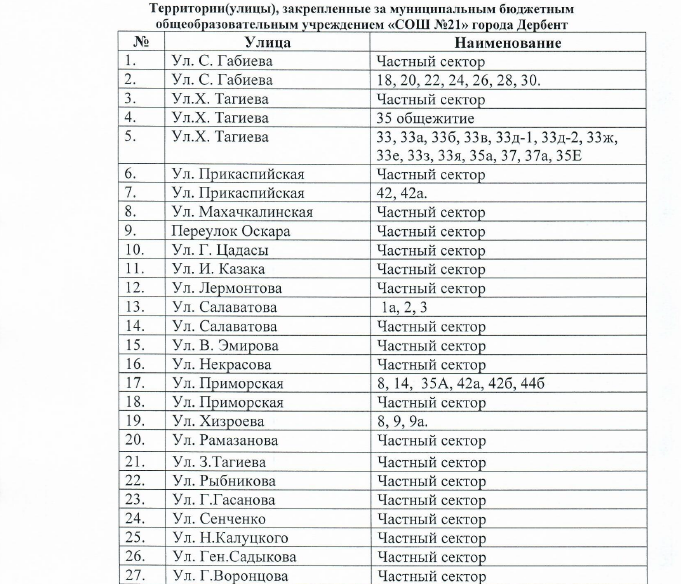 Территории(улицы), закрепленные за муниципальным бюджетным
общеобразовательным учреждением «СОШ №21» города Дербент
№ Улица Наименование
1. Ул. С. Габиева Частный сектор
2. Ул. С. Габиева 18, 20, 22, 24, 26, 28, 30.
3. Ул.Х. Тагиева Частный сектор
4. Ул.Х. Тагиева 35 общежитие
5. Ул.Х. Тагиева 33, 33а, 33б, 33в, 33д-1, 33д-2, 33ж,
33е, 33з, 33я, 35а, 37, 37а, 35Е
6. Ул. Прикаспийская Частный сектор
7. Ул. Прикаспийская 42, 42а.
8. Ул. Махачкалинская Частный сектор
9. Переулок Оскара Частный сектор
10. Ул. Г. Цадасы Частный сектор
11. Ул. И. Казака Частный сектор
12. Ул. Лермонтова Частный сектор
13. Ул. Салаватова 1а, 2, 3
14. Ул. Салаватова Частный сектор
15. Ул. В. Эмирова Частный сектор
16. Ул. Некрасова Частный сектор
17. Ул. Приморская 8, 14, 35А, 42а, 42б, 44б
18. Ул. Приморская Частный сектор
19. Ул. Хизроева 8, 9, 9а.
20. Ул. Рамазанова Частный сектор
21. Ул. З.Тагиева Частный сектор
22. Ул. Рыбникова Частный сектор
23. Ул. Г.Гасанова Частный сектор
24. Ул. Сенченко Частный сектор
25. Ул. Н.Калуцкого Частный сектор
26. Ул. Ген.Садыкова Частный сектор
27. Ул. Г.Воронцова Частный сектор